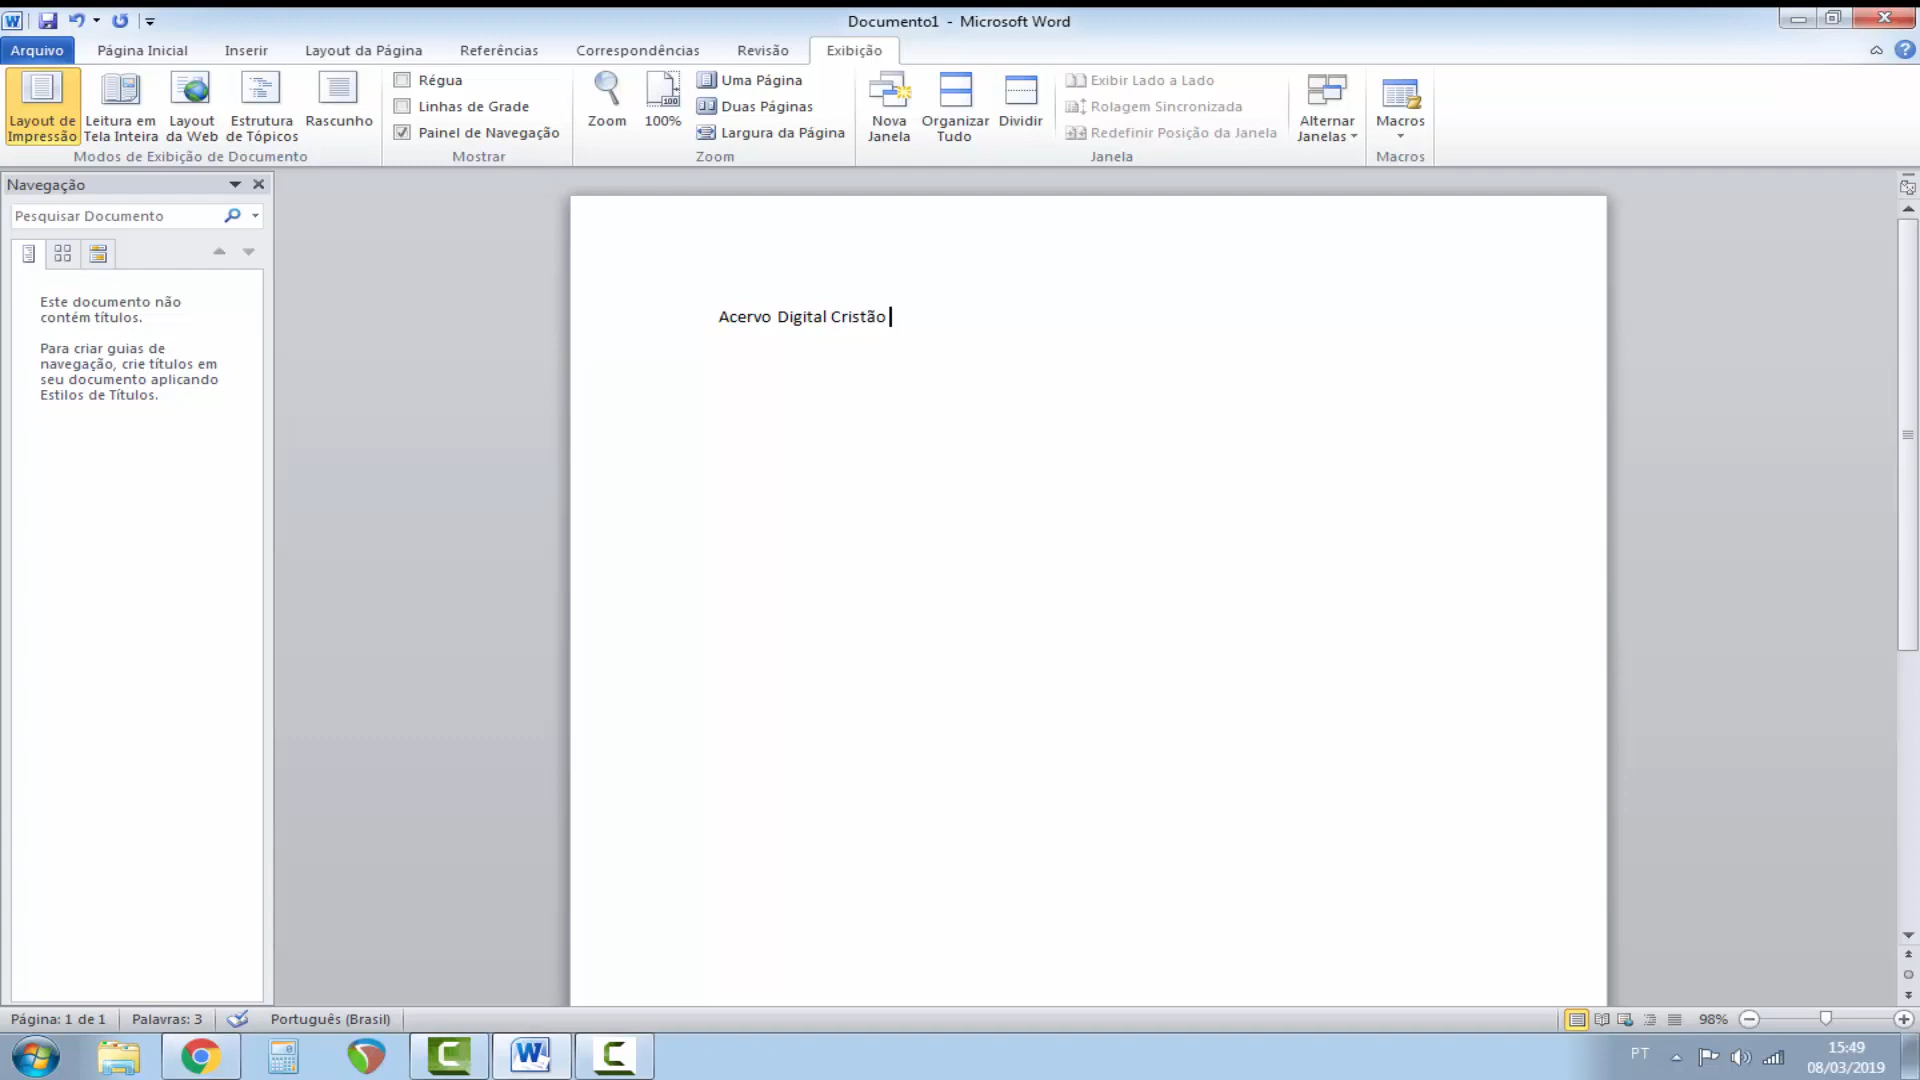 Documento1 - Microsoft Word
Arquivo Página Inicial Inserir Layout da Página Referências Correspondências Revisão Exibição
Layout de Impressão
Leitura em Tela Inteira
Layout da Web
Estrutura de Tópicos
Rascunho
Modos de Exibição de Documento
Régua
Linhas de Grade
Painel de Navegação
Mostrar
Zoom
100%
Uma Página
Duas Páginas
Largura da Página
Zoom
Nova Janela
Organizar Tudo
Dividir
Exibir Lado a Lado
Rolagem Sincronizada
Redefinir Posição da Janela
Alternar Janelas
Janela
Macros
Macros
Navegação
Pesquisar Documento
Este documento não
contém títulos.
Para criar guias de
navegação, crie títulos em
seu documento aplicando
Estilos de Títulos.
Acervo Digital Cristão
Página: 1 de 1 Palavras: 3 Português (Brasil) 98%
PT
15:49
08/03/2019